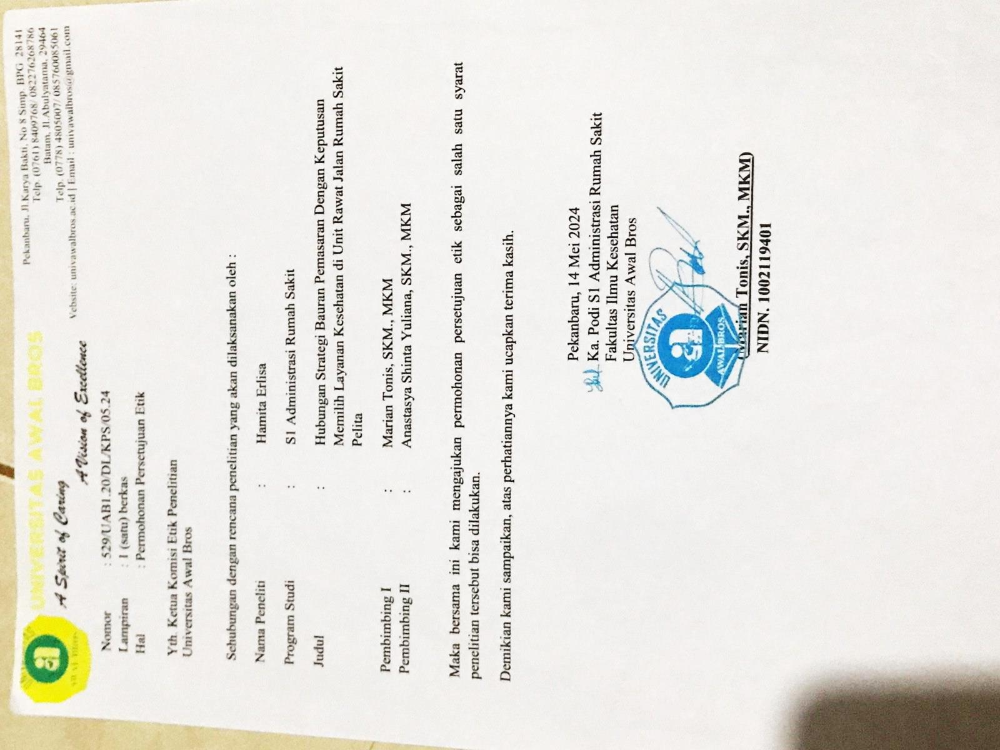 UNIVERSITAS AWAL BROS
A Spirit of Caring
A Vision of Excellence
Pekanbaru, Jl.Karya Bakti, No 8 Simp. BPG 28141
Telp. (0761) 8409768/ 082276268786
Batam, Jl.Abulyatama, 29464
Telp. (0778) 4805007/ 085760085061
Website: univawalbros.ac.id | Email : univawalbros@gmail.com
Nomor : 529/UAB1.20/DL/KPS/05.24
Lampiran : 1 (satu) berkas
Hal : Permohonan Persetujuan Etik
Yth. Ketua Komisi Etik Penelitian
Universitas Awal Bros
Sehubungan dengan rencana penelitian yang akan dilaksanakan oleh :
Nama Peneliti : Hamita Erlisa
Program Studi : S1 Administrasi Rumah Sakit
Judul : Hubungan Strategi Bauran Pemasaran Dengan Keputusan
Memilih Layanan Kesehatan di Unit Rawat Jalan Rumah Sakit
Pelita
Pembimbing I : Marian Tonis, SKM., MKM
Pembimbing II : Anastasya Shinta Yuliana, SKM., MKM
Maka bersama ini kami mengajukan permohonan persetujuan etik sebagai salah satu syarat
penelitian tersebut bisa dilakukan.
Demikian kami sampaikan, atas perhatiannya kami ucapkan terima kasih.
Pekanbaru, 14 Mei 2024
Ka. Podi S1 Administrasi Rumah Sakit
Fakultas Ilmu Kesehatan
Universitas Awal Bros
UNIVERSITAS
a
AWAL BROS
(Marian Tonis, SKM., MKM)
NIDN. 1002119401